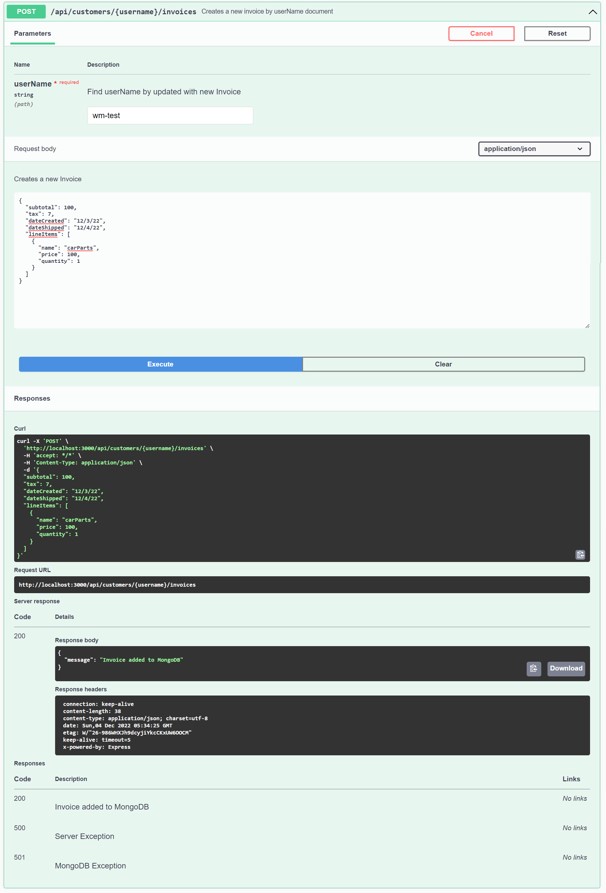 POST /api/customers/{username}/invoices Creates a new invoice by userName document
Parameters Cancel Reset
Name Description
userName * required
string
(path)
Find userName by updated with new Invoice
wm-test
Request body application/json
Creates a new Invoice
{
"subtotal": 100,
"tax": 7,
"dateCreated": "12/3/22",
"dateShipped": "12/4/22",
"lineItems": [
{
"name": "carParts",
"price": 100,
"quantity": 1
}
]
}
Execute Clear
Responses
Curl
curl -X 'POST' \
'http://localhost:3000/api/customers/{username}/invoices' \
-H 'accept: */*' \
-H 'Content-Type: application/json' \
-d '{
"subtotal": 100,
"tax": 7,
"dateCreated": "12/3/22",
"dateShipped": "12/4/22",
"lineItems": [
{
"name": "carParts",
"price": 100,
"quantity": 1
}
]
}'
Request URL
http://localhost:3000/api/customers/{username}/invoices
Server response
Code Details
200
Response body
{
"message": "Invoice added to MongoDB"
}
Download
Response headers
connection: keep-alive
content-length: 38
content-type: application/json; charset=utf-8
date: Sun,04 Dec 2022 05:34:25 GMT
etag:
keep-alive: timeout=5
x-powered-by: Express
Responses
Code Description Links
200 Invoice added to MongoDB No links
500 Server Exception No links
501 MongoDB Exception No links